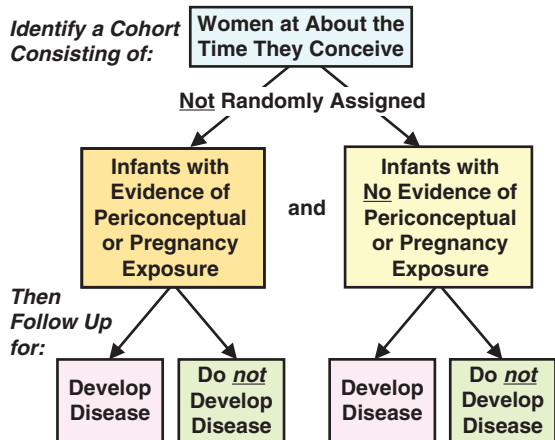 Identify a Cohort
Consisting of:
Women at About the
Time They Conceive
Not Randomly Assigned
Infants with
Evidence of
Periconceptual
or Pregnancy
Exposure
and
Infants with
No Evidence of
Periconceptual
or Pregnancy
Exposure
Then
Follow Up
for:
Develop
Disease
Do not
Develop
Disease
Develop
Disease
Do not
Develop
Disease